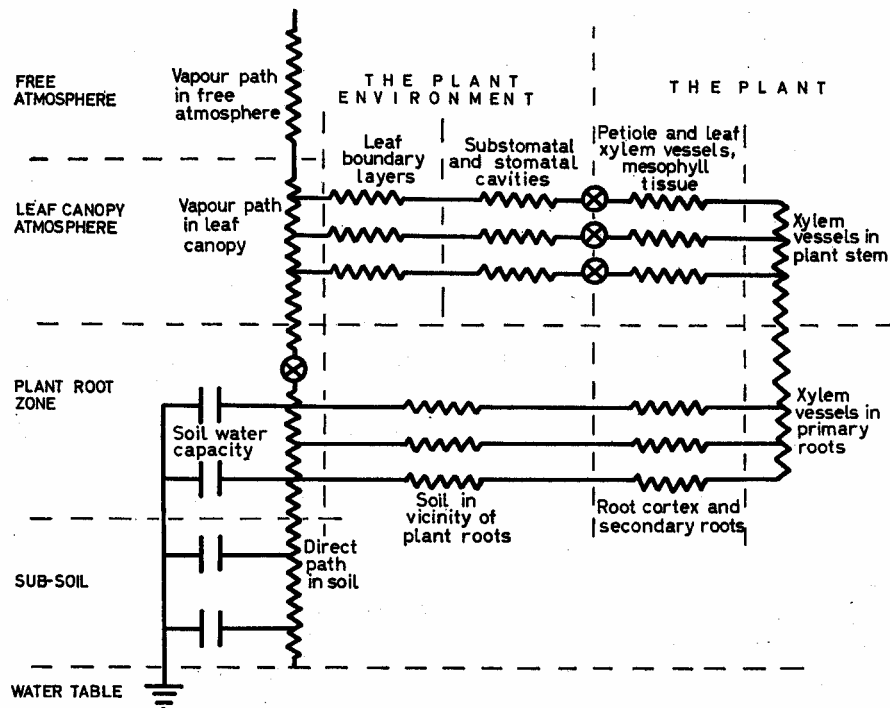 FREE
ATMOSPHERE
Vapour path
in free
atmosphere
THE PLANT
ENVIRONMENT
THE PLANT
Leaf
boundary
layers
Substomatal
and stomatal
cavities
Petiole and leaf
xylem vessels,
mesophyll
tissue
LEAF CANOPY
ATMOSPHERE
Vapour path
in leaf
canopy
Xylem
vessels in
plant stem
PLANT ROOT
ZONE
Soil water
capacity
Xylem
vessels in
primary
roots
Soil in
vicinity of
plant roots
Root cortex and
secondary roots
SUB-SOIL
Direct
path
in soil
WATER TABLE